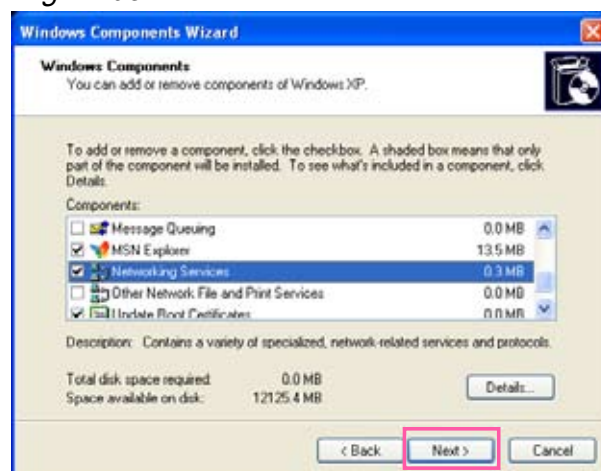 Windows Components Wizard
Windows Components
You can add or remove components of Windows XP.
To add or remove a component, click the checkbox. A shaded box means that only
part of the component will be installed. To see what's included in a component, click
Details.
Components:
Message Queuing 0.0 MB
MSN Explorer 13.5 MB
Networking Services 0.3 MB
Other Network File and Print Services 0.0 MB
Update Root Certificates 0.0 MB
Description: Contains a variety of specialized, network-related services and protocols.
Total disk space required: 0.0 MB
Space available on disk: 12125.4 MB
Details...
< Back Next > Cancel